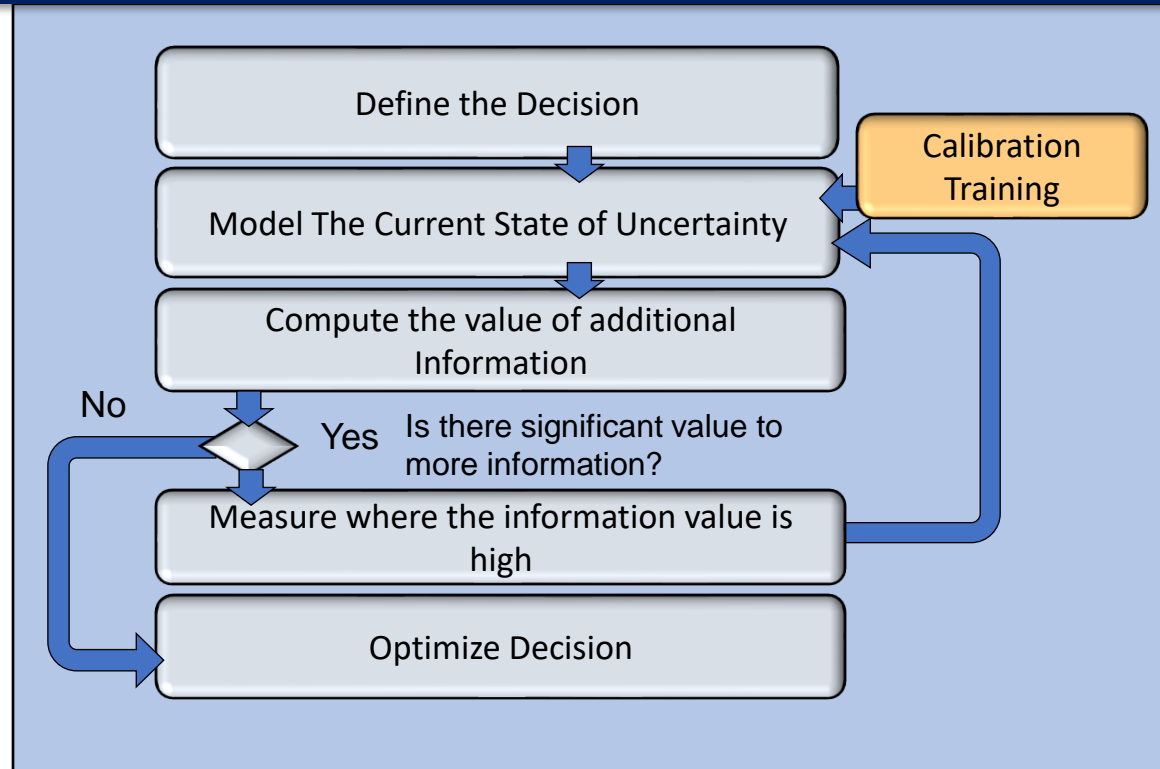 Define the Decision
Calibration
Training
Model The Current State of Uncertainty
Compute the value of additional
Information
No
Yes
Is there significant value to
more information?
Measure where the information value is
high
Optimize Decision